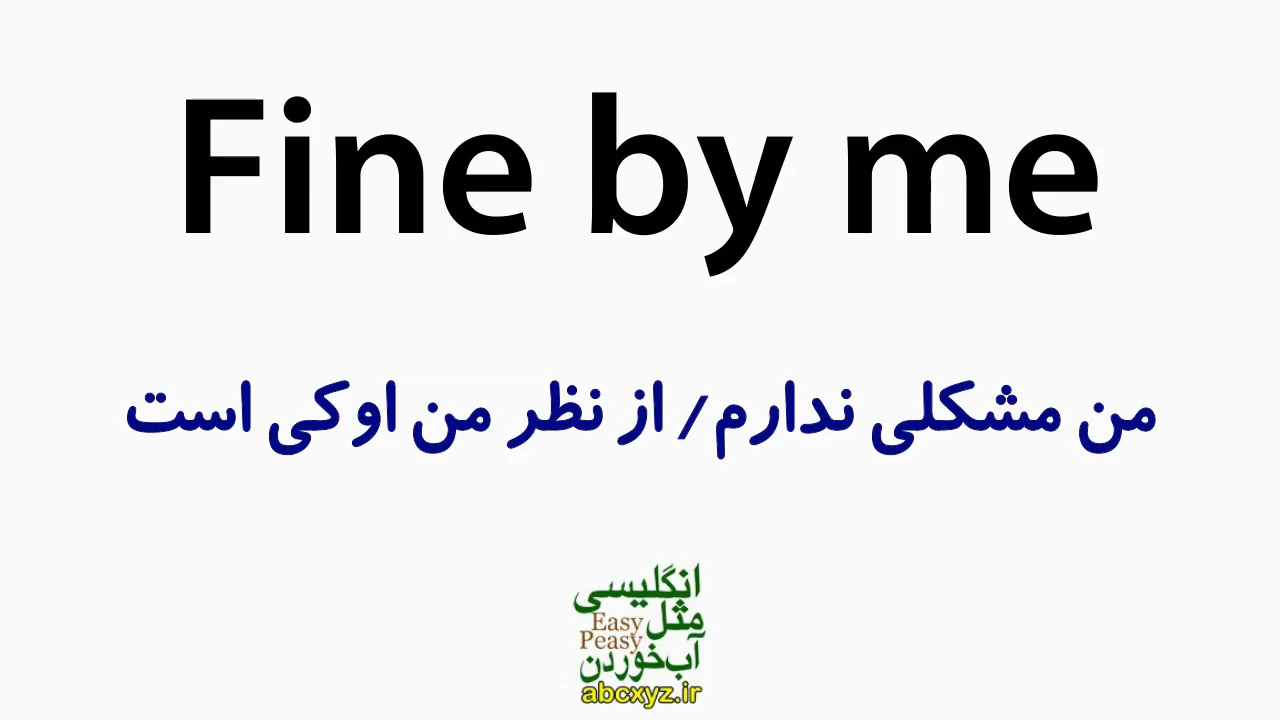 Fine by me
من مشکلی ندارم/ از نظر من اوکی است
انگلیسی
مثل
Easy
Peasy
آب‌خوردن
abcxyz.ir